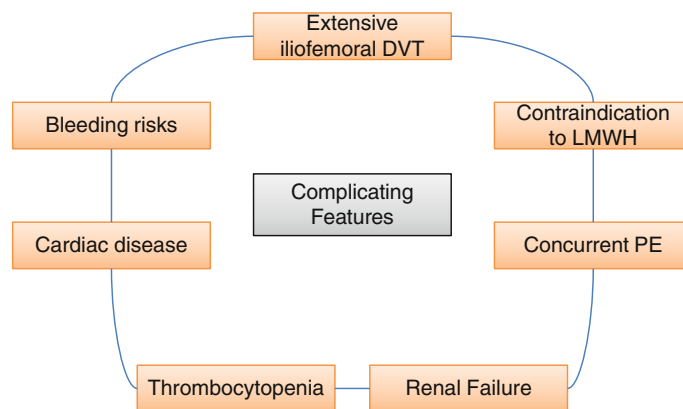 Extensive
iliofemoral DVT
Bleeding risks
Contraindication
to LMWH
Complicating
Features
Cardiac disease
Concurrent PE
Thrombocytopenia
Renal Failure